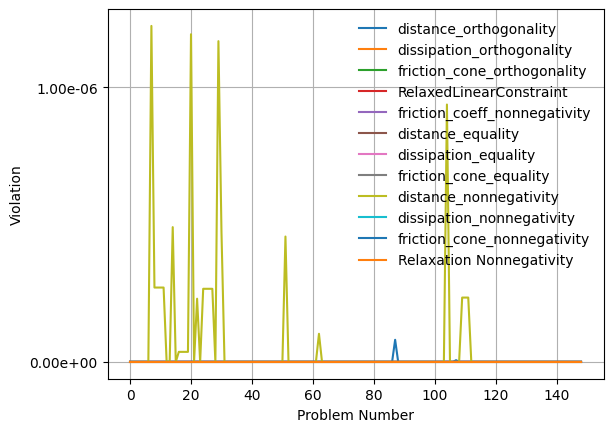 distance_orthogonality
dissipation_orthogonality
friction_cone_orthogonality
RelaxedLinearConstraint
friction_coeff_nonnegativity
distance_equality
dissipation_equality
friction_cone_equality
distance_nonnegativity
dissipation_nonnegativity
friction_cone_nonnegativity
Relaxation Nonnegativity
1.00e-06
0.00e+00
Violation
0 20 40 60 80 100 120 140
Problem Number